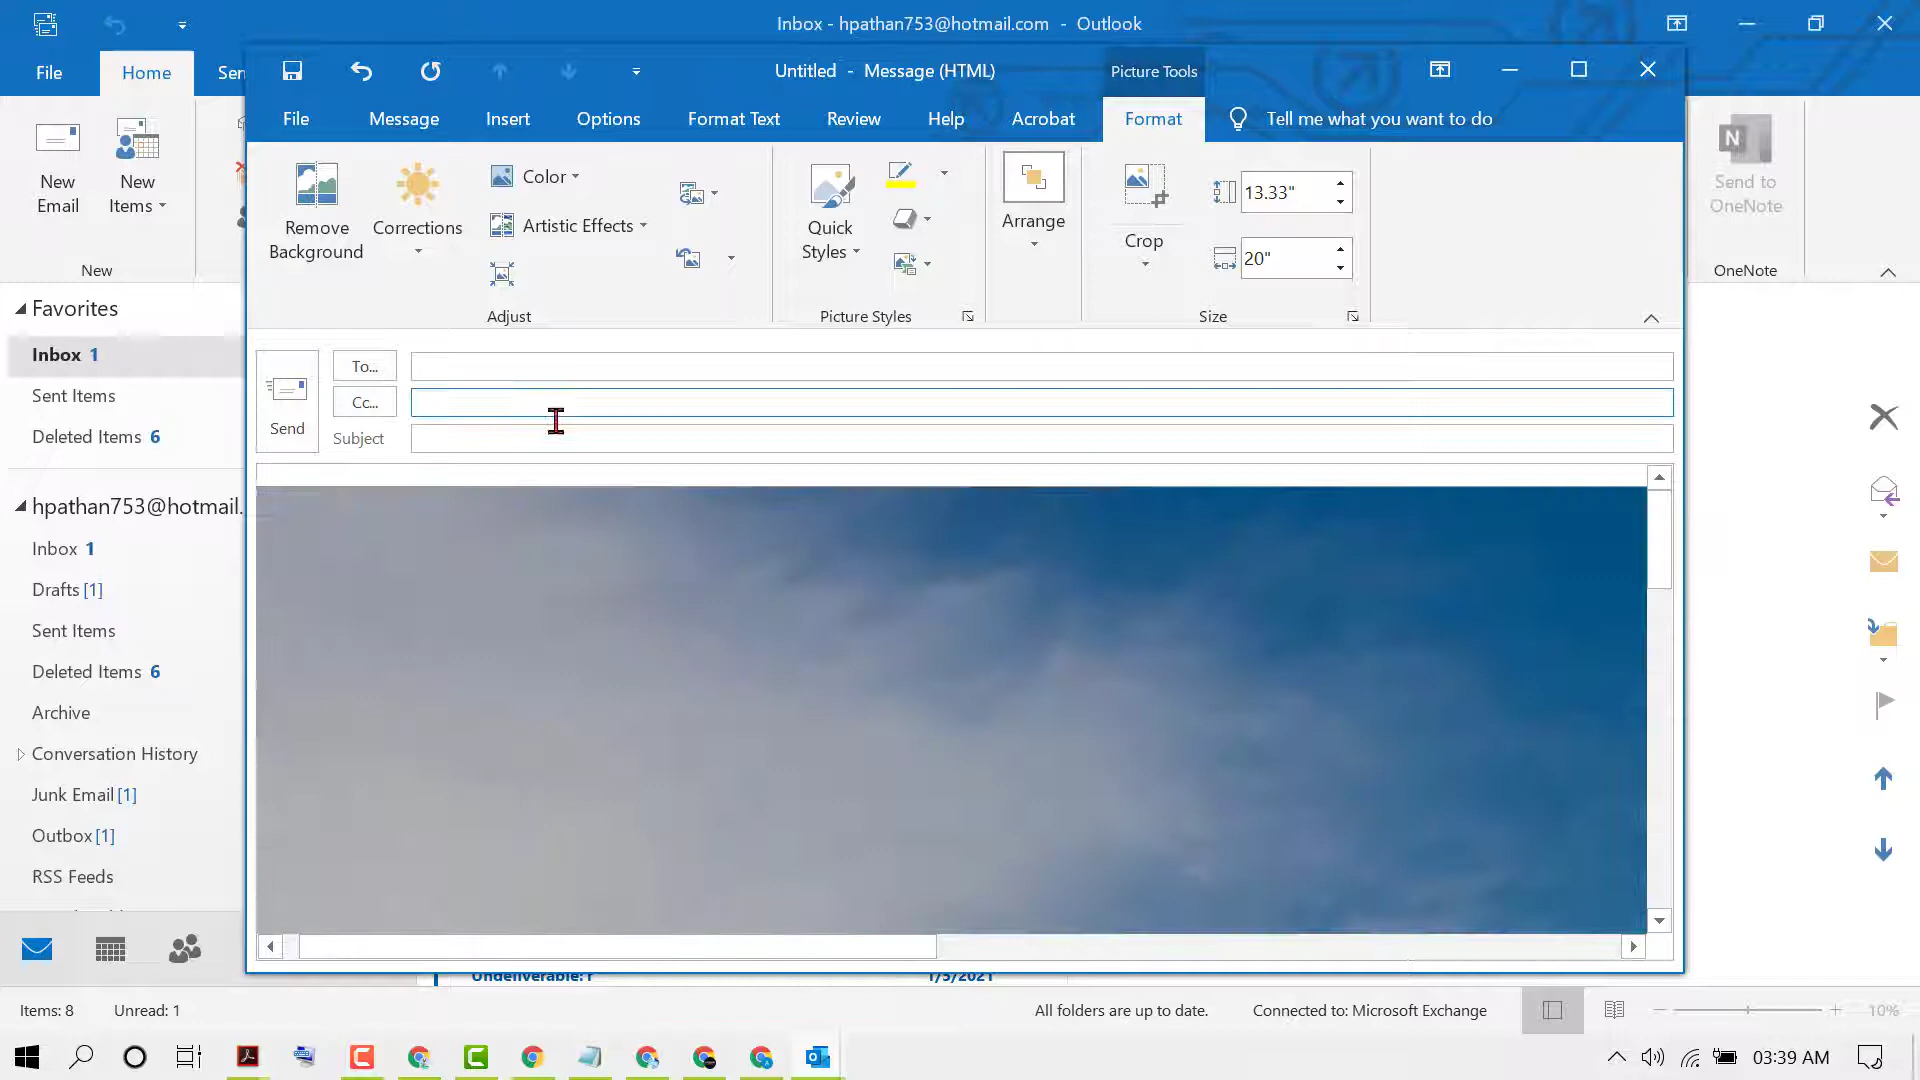 Inbox - hpathan753@hotmail.com - Outlook
File
Home
Untitled - Message (HTML)
Picture Tools
File
Message
Insert
Options
Format Text
Review
Help
Acrobat
Format
Tell me what you want to do
New Email
New Items
New
Remove Background
Corrections
Color
Artistic Effects
Adjust
Quick Styles
Picture Styles
Arrange
Crop
13.33"
20"
Size
Send to OneNote
OneNote
Favorites
Inbox 1
Sent Items
Deleted Items 6
hpathan753@hotmail.
Inbox 1
Drafts [1]
Sent Items
Deleted Items 6
Archive
Conversation History
Junk Email [1]
Outbox [1]
RSS Feeds
Send
To...
Cc...
Subject
Undeliverable: r
1/5/2021
Items: 8
Unread: 1
All folders are up to date.
Connected to: Microsoft Exchange
10%
03:39 AM